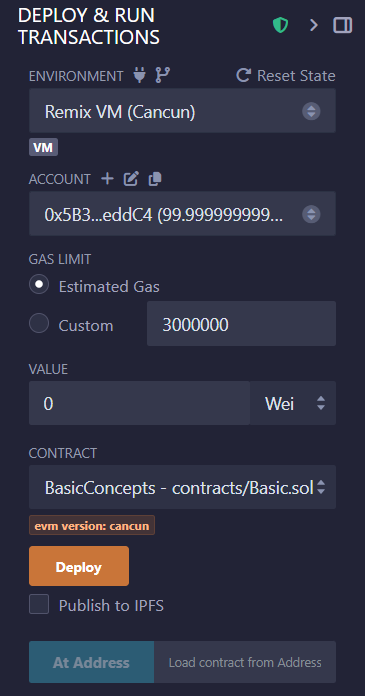 DEPLOY & RUN
TRANSACTIONS
ENVIRONMENT
Reset State
Remix VM (Cancun)
VM
ACCOUNT
0x5B3...eddC4 (99.999999999...
GAS LIMIT
Estimated Gas
Custom
3000000
VALUE
0
Wei
CONTRACT
BasicConcepts - contracts/Basic.sol
evm version: cancun
Deploy
Publish to IPFS
At Address
Load contract from Address